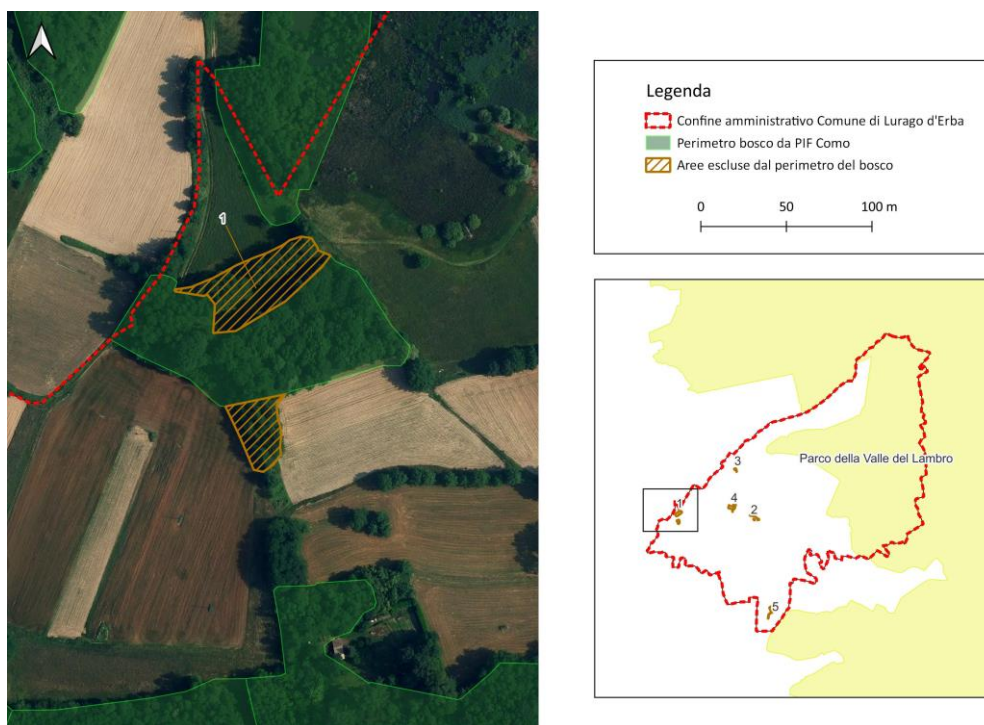 1
Legenda
Confine amministrativo Comune di Lurago d'Erba
Perimetro bosco da PIF Como
Aree escluse dal perimetro del bosco
0 50 100 m
Parco della Valle del Lambro
3
4
1
2
5